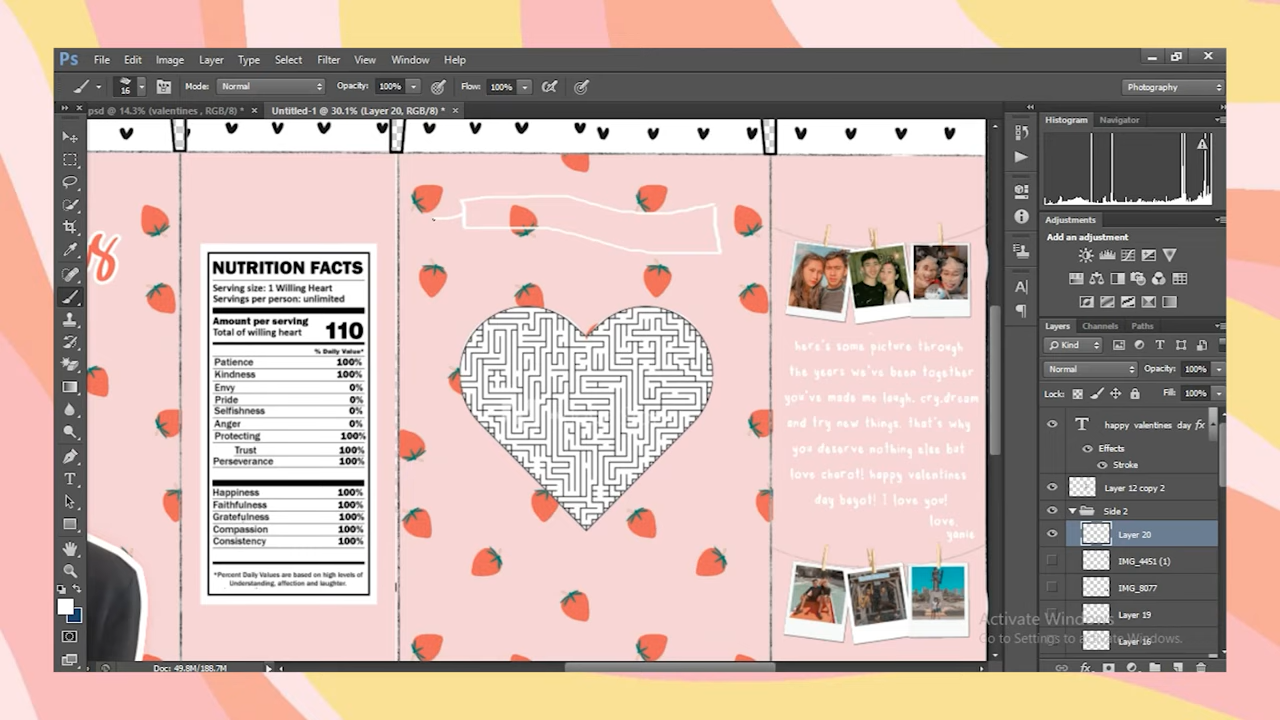 Ps File Edit Image Layer Type Select Filter View Window Help
16 Mode: Normal Opacity: 100% Flow: 100% Photography
psd @ 14.3% (valentines , RGB/8) * × Untitled-1 @ 30.1% (Layer 20, RGB/8) * ×
NUTRITION FACTS
Serving size: 1 Willing Heart
Servings per person: unlimited
Amount per serving
Total of willing heart 110
% Daily Value*
Patience 100%
Kindness 100%
Envy 0%
Pride 0%
Selfishness 0%
Anger 0%
Protecting 100%
Trust 100%
Perseverance 100%
Happiness 100%
Faithfulness 100%
Gratefulness 100%
Compassion 100%
Consistency 100%
*Percent Daily Values are based on high levels of
Understanding, affection and laughter.
here's some picture through
the years we've been together
you've made me laugh, cry,dream
and try new things. that's why
you deserve nothing else but
love charot! happy valentines
day bayot! I love you!
love,
yanie
Histogram Navigator
Adjustments
Add an adjustment
Layers Channels Paths
Kind
Normal Opacity: 100%
Lock: Fill: 100%
T happy valentines day fx
Effects
Stroke
Layer 12 copy 2
Side 2
Layer 20
IMG_4451 (1)
IMG_8077
Layer 19
Layer 16
Activate Windows
Go to Settings to activate Windows.
Doc: 49.8M/188.7M